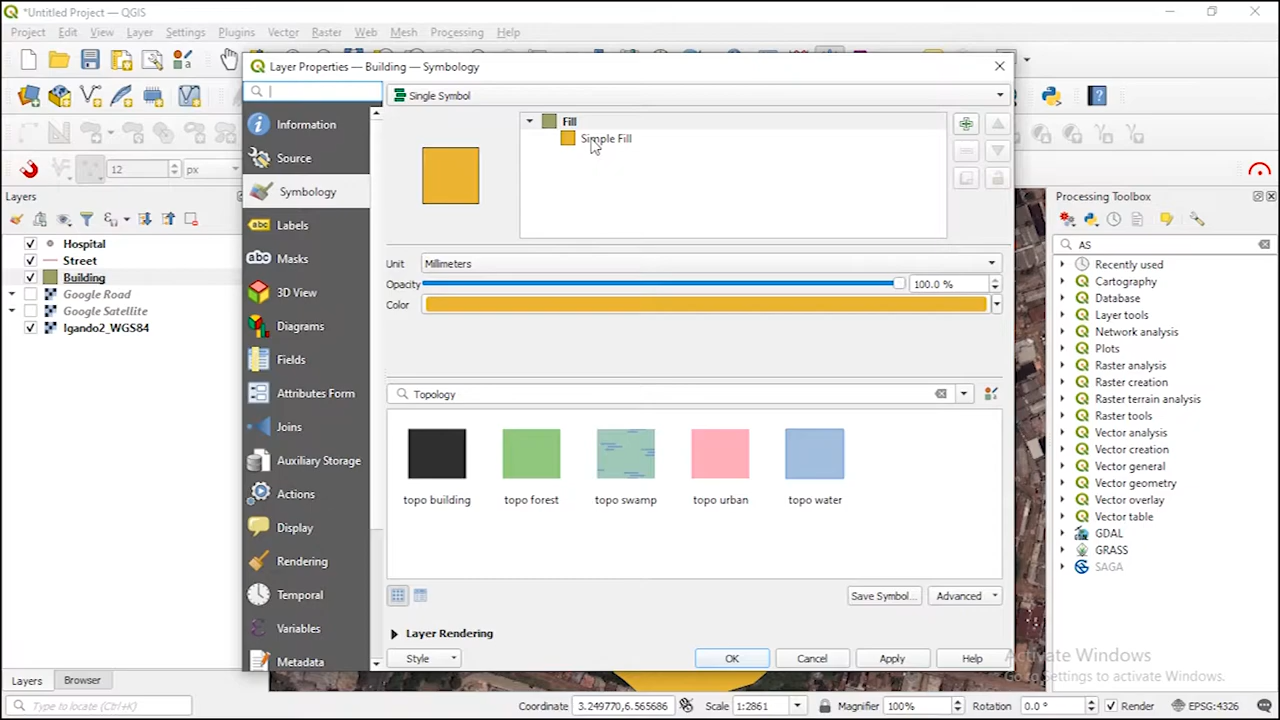 *Untitled Project — QGIS
Project Edit View Layer Settings Plugins Vector Raster Web Mesh Processing Help
Layer Properties — Building — Symbology
Single Symbol
Information
Source
Symbology
Labels
Masks
3D View
Diagrams
Fields
Attributes Form
Joins
Auxiliary Storage
Actions
Display
Rendering
Temporal
Variables
Metadata
Fill
Simple Fill
Unit Millimeters
Opacity 100.0 %
Color
Topology
topo building topo forest topo swamp topo urban topo water
Save Symbol... Advanced
Layer Rendering
Style OK Cancel Apply Help
12 px
Layers
Hospital
Street
Building
Google Road
Google Satellite
Igando2_WGS84
Processing Toolbox
AS
Recently used
Cartography
Database
Layer tools
Network analysis
Plots
Raster analysis
Raster creation
Raster terrain analysis
Raster tools
Vector analysis
Vector creation
Vector general
Vector geometry
Vector overlay
Vector table
GDAL
GRASS
SAGA
Activate Windows
Go to Settings to activate Windows.
Layers Browser
Type to locate (Ctrl+K)
Coordinate 3.249770,6.565686 Scale 1:2861 Magnifier 100% Rotation 0.0 ° Render EPSG:4326